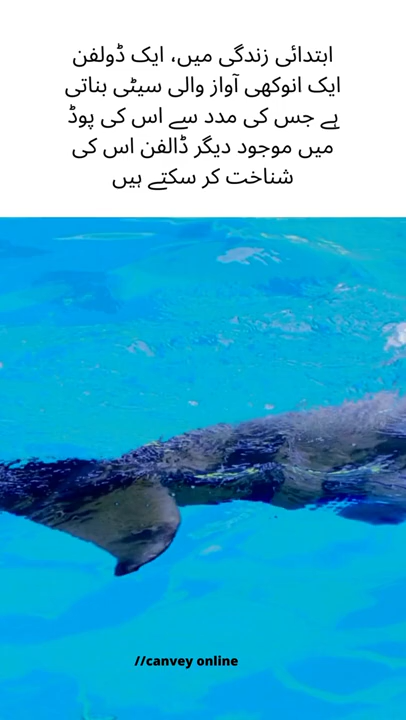 ابتدائی زندگی میں، ایک ڈولفن
ایک انوکھی آواز والی سیٹی بناتی
ہے جس کی مدد سے اس کی پوڈ
میں موجود دیگر ڈالفن اس کی
شناخت کر سکتے ہیں
//canvey online